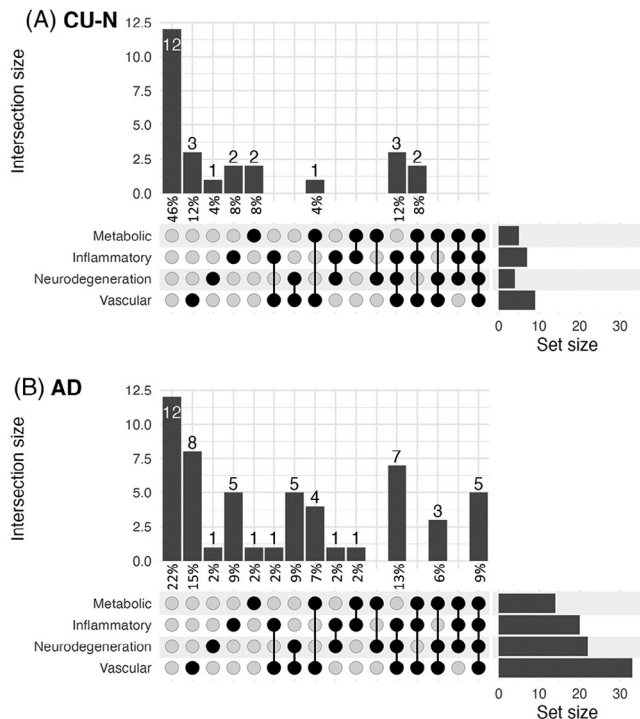 (A) CU-N
Intersection size
12.5
10.0
7.5
5.0
2.5
0.0
12 3 1 2 2 1 3 2
46% 12% 4% 8% 8% 4% 12% 8%
Metabolic
Inflammatory
Neurodegeneration
Vascular
0 10 20 30
Set size
(B) AD
Intersection size
12.5
10.0
7.5
5.0
2.5
0.0
12 8 1 5 1 1 5 4 1 1 7 3 5
22% 15% 2% 9% 2% 2% 9% 7% 2% 2% 13% 6% 9%
Metabolic
Inflammatory
Neurodegeneration
Vascular
0 10 20 30
Set size